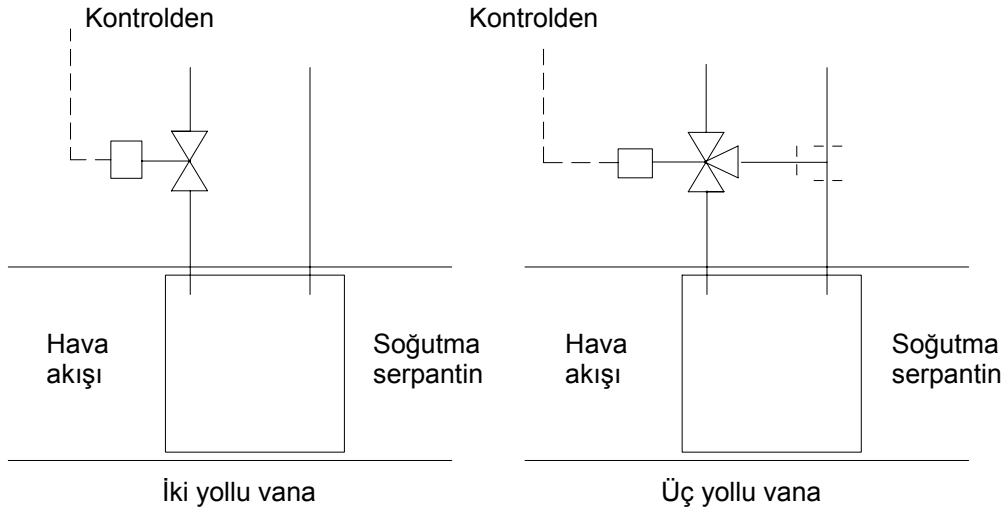 Kontrolden
Hava
akışı
Soğutma
serpantin
İki yollu vana
Kontrolden
Hava
akışı
Soğutma
serpantin
Üç yollu vana